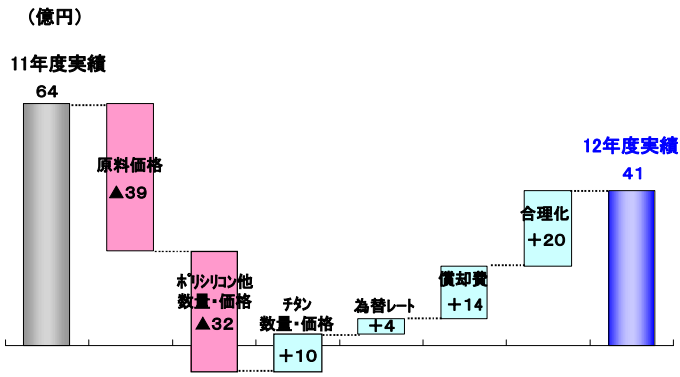 （億円）
11年度実績
64
原料価格
▲39
ﾎﾟﾘｼﾘｺﾝ他
数量・価格
▲32
ﾁﾀﾝ
数量・価格
＋10
為替ﾚｰﾄ
＋4
償却費
＋14
合理化
＋20
12年度実績
41